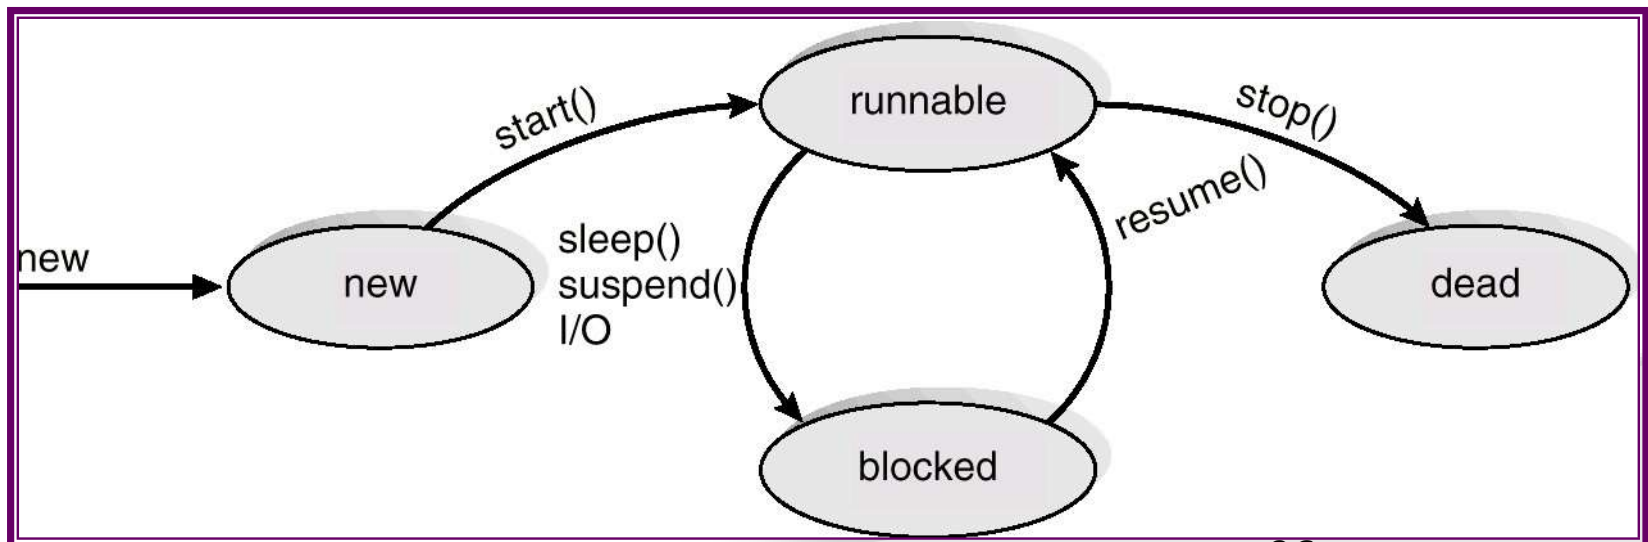 new
new
start()
runnable
sleep()
suspend()
I/O
blocked
resume()
stop()
dead